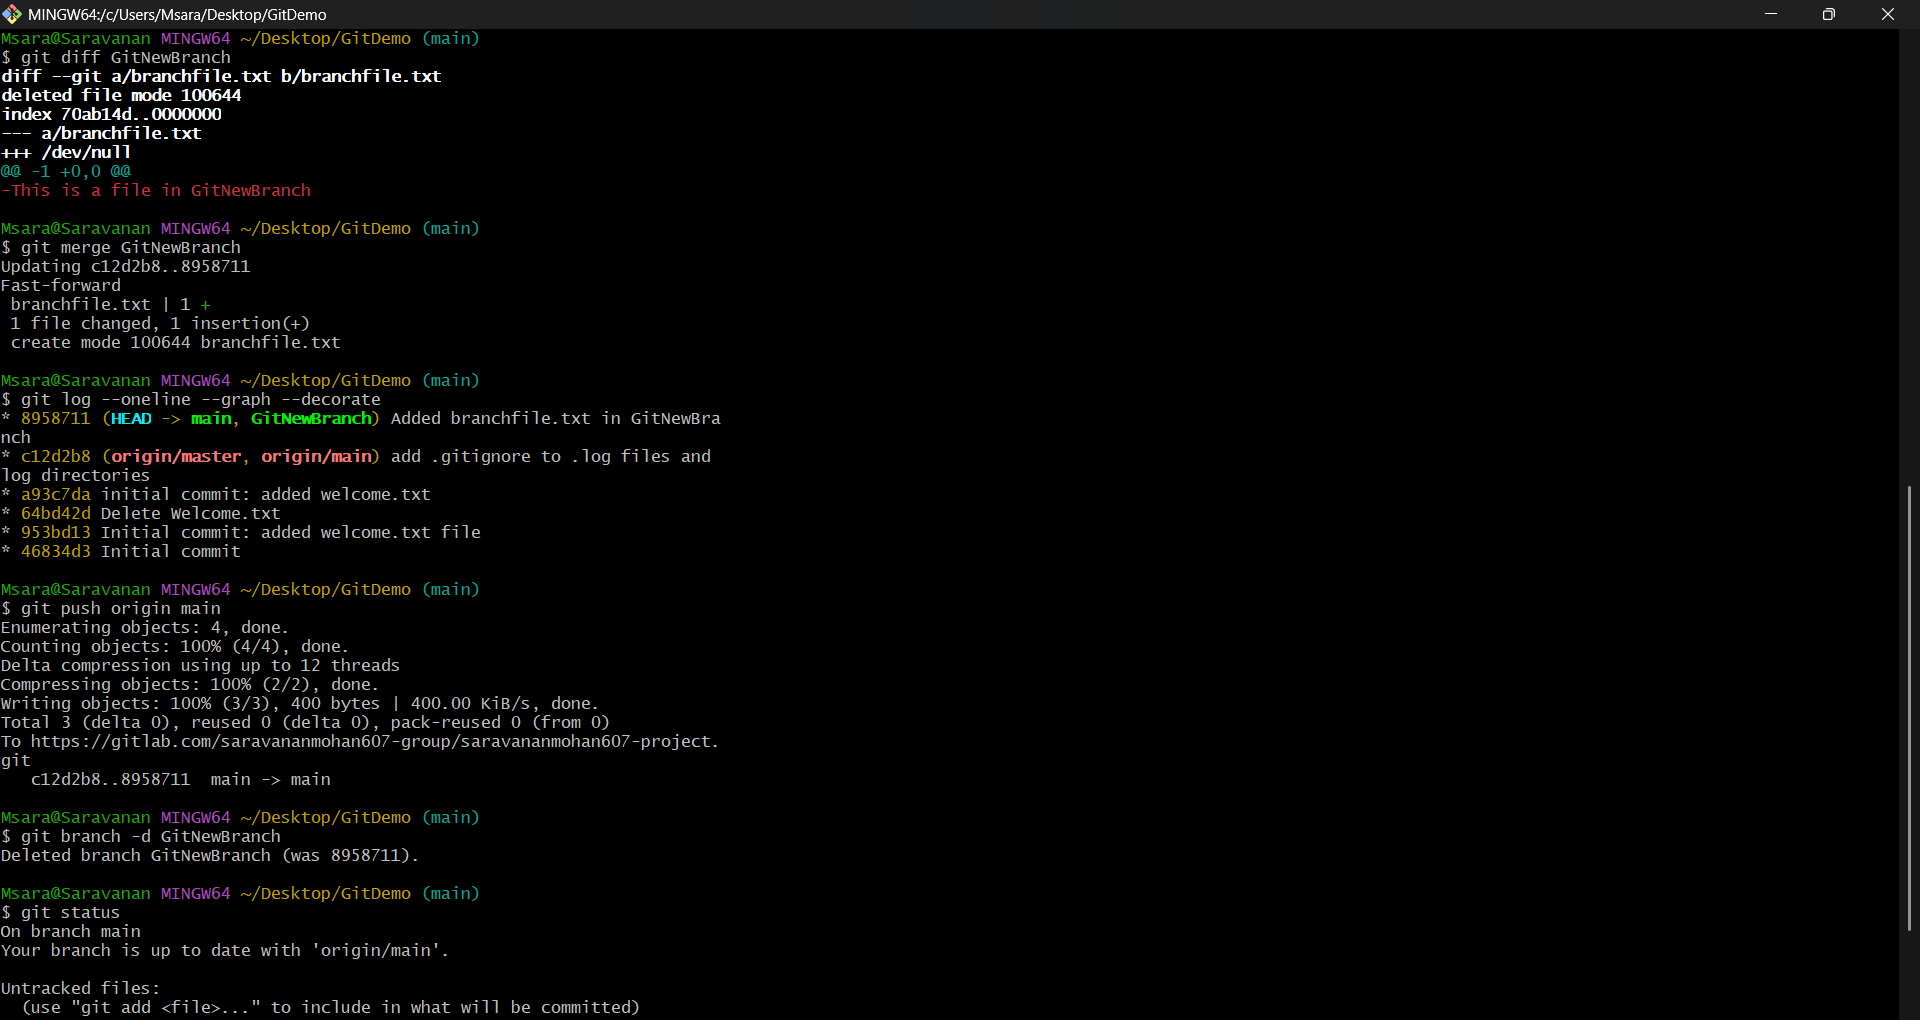 MINGW64:/c/Users/Msara/Desktop/GitDemo
Msara@Saravanan MINGW64 ~/Desktop/GitDemo (main)
$ git diff GitNewBranch
diff --git a/branchfile.txt b/branchfile.txt
deleted file mode 100644
index 70ab14d..0000000
--- a/branchfile.txt
+++ /dev/null
@@ -1 +0,0 @@
-This is a file in GitNewBranch
Msara@Saravanan MINGW64 ~/Desktop/GitDemo (main)
$ git merge GitNewBranch
Updating c12d2b8..8958711
Fast-forward
 branchfile.txt | 1 +
 1 file changed, 1 insertion(+)
 create mode 100644 branchfile.txt
Msara@Saravanan MINGW64 ~/Desktop/GitDemo (main)
$ git log --oneline --graph --decorate
* 8958711 (HEAD -> main, GitNewBranch) Added branchfile.txt in GitNewBra
nch
* c12d2b8 (origin/master, origin/main) add .gitignore to .log files and
log directories
* a93c7da initial commit: added welcome.txt
* 64bd42d Delete Welcome.txt
* 953bd13 Initial commit: added welcome.txt file
* 46834d3 Initial commit
Msara@Saravanan MINGW64 ~/Desktop/GitDemo (main)
$ git push origin main
Enumerating objects: 4, done.
Counting objects: 100% (4/4), done.
Delta compression using up to 12 threads
Compressing objects: 100% (2/2), done.
Writing objects: 100% (3/3), 400 bytes | 400.00 KiB/s, done.
Total 3 (delta 0), reused 0 (delta 0), pack-reused 0 (from 0)
To https://gitlab.com/saravananmohan607-group/saravananmohan607-project.
git
   c12d2b8..8958711  main -> main
Msara@Saravanan MINGW64 ~/Desktop/GitDemo (main)
$ git branch -d GitNewBranch
Deleted branch GitNewBranch (was 8958711).
Msara@Saravanan MINGW64 ~/Desktop/GitDemo (main)
$ git status
On branch main
Your branch is up to date with 'origin/main'.
Untracked files:
  (use "git add <file>..." to include in what will be committed)